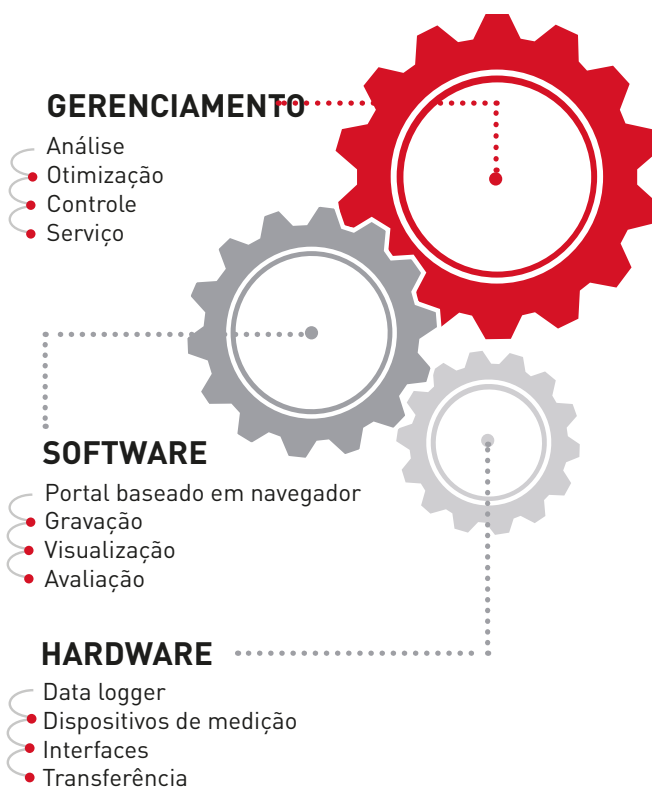 GERENCIAMENTO
Análise
Otimização
Controle
Serviço
SOFTWARE
Portal baseado em navegador
Gravação
Visualização
Avaliação
HARDWARE
Data logger
Dispositivos de medição
Interfaces
Transferência